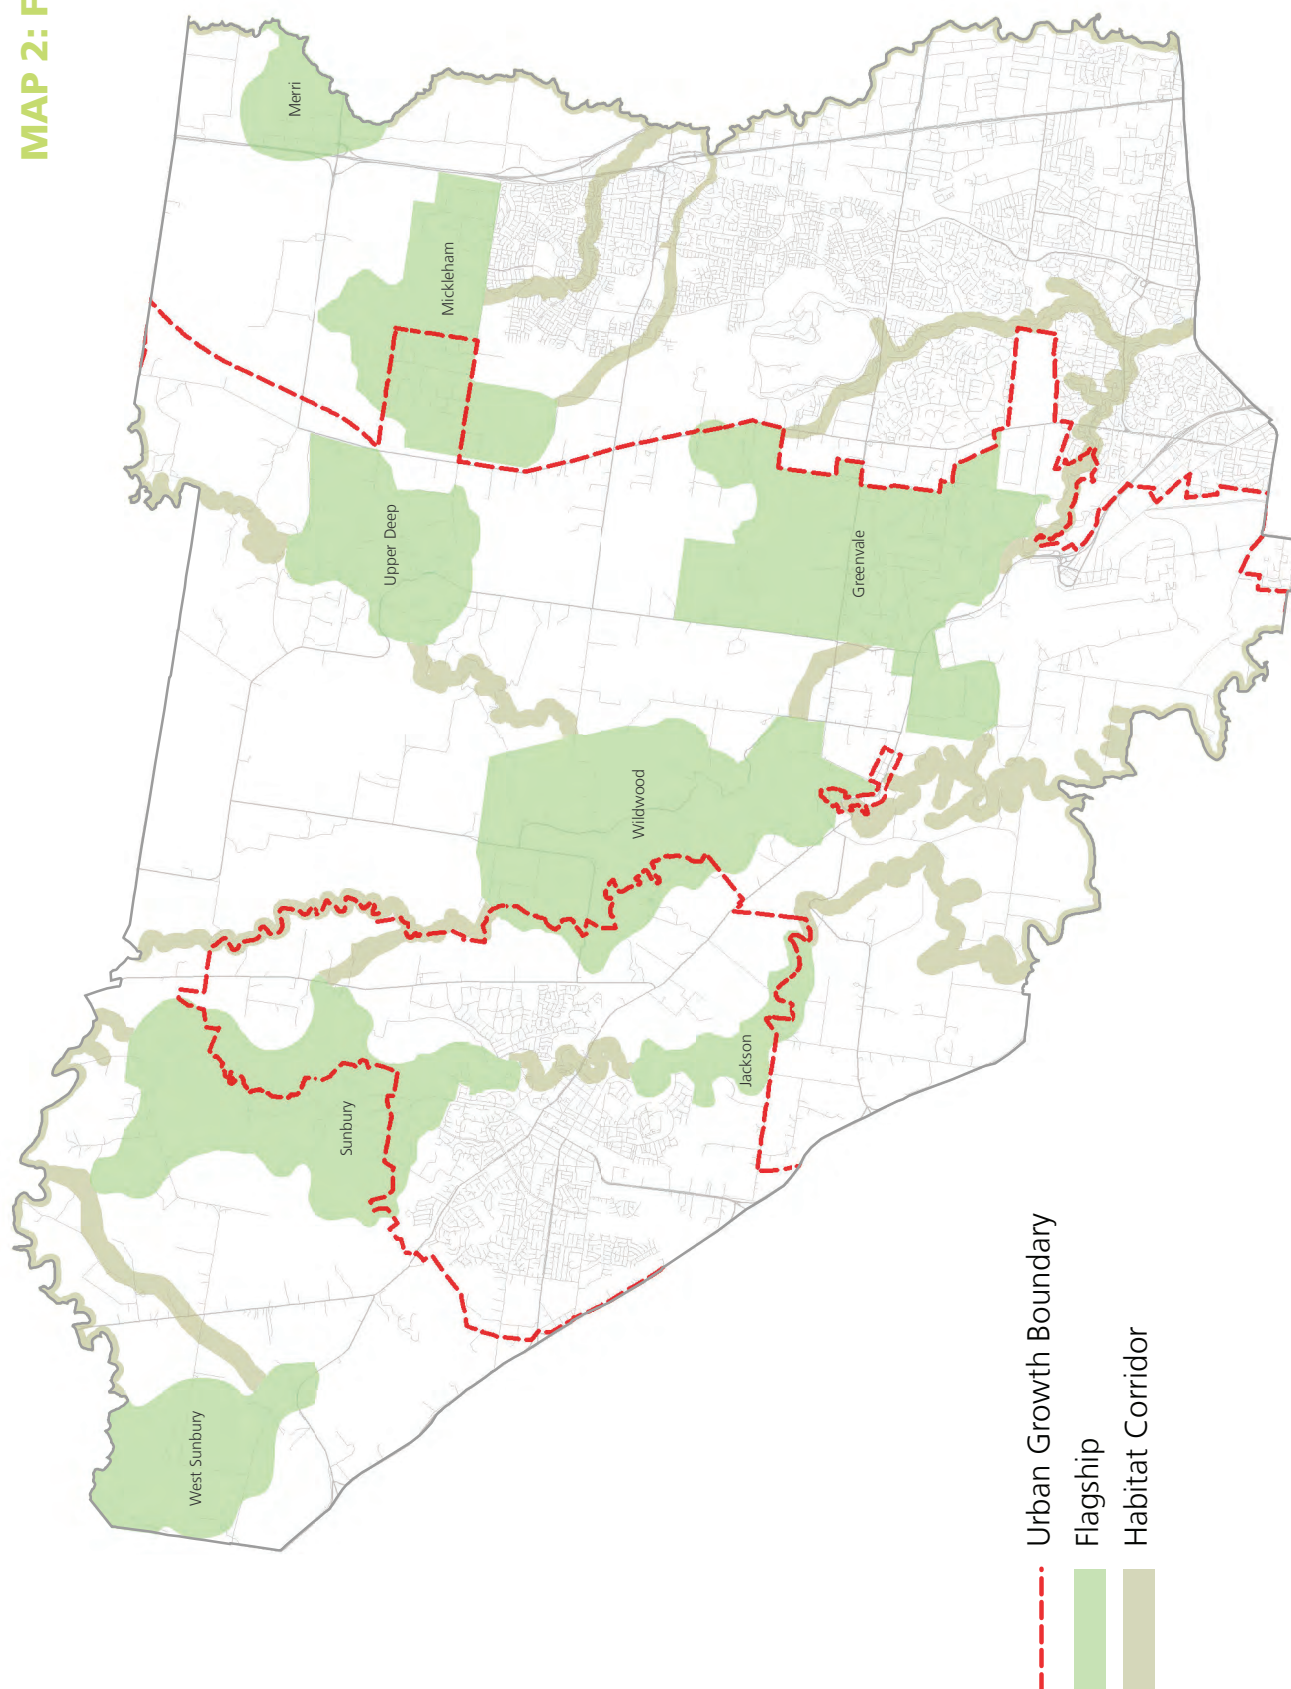 MAP 2: F
West Sunbury
Sunbury
Jackson
Wildwood
Upper Deep
Greenvale
Mickleham
Merri
Urban Growth Boundary
Flagship
Habitat Corridor